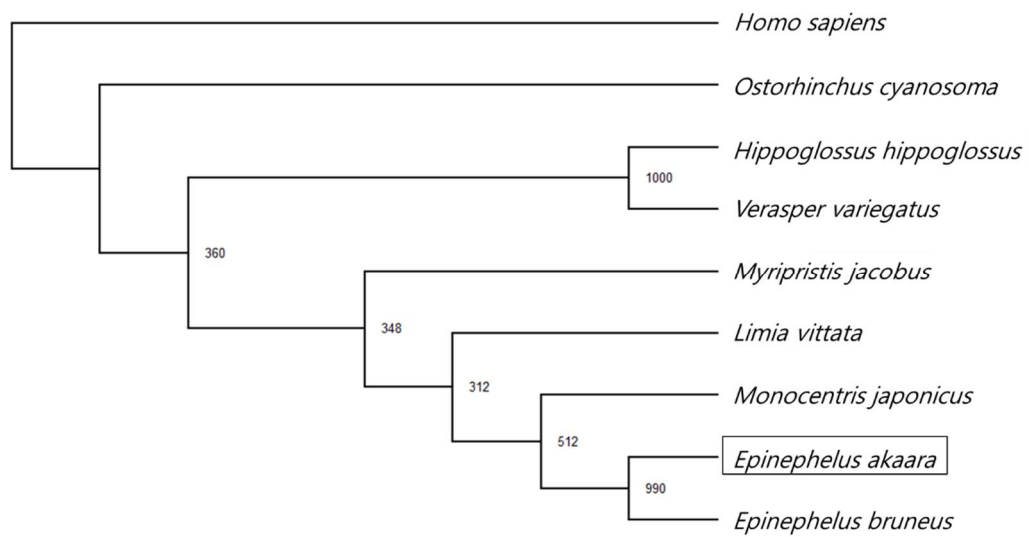 Homo sapiens
Ostorhinchus cyanosoma
Hippoglossus hippoglossus
1000
Verasper variegatus
360
Myripristis jacobus
348
Limia vittata
312
Monocentris japonicus
512
Epinephelus akaara
990
Epinephelus bruneus